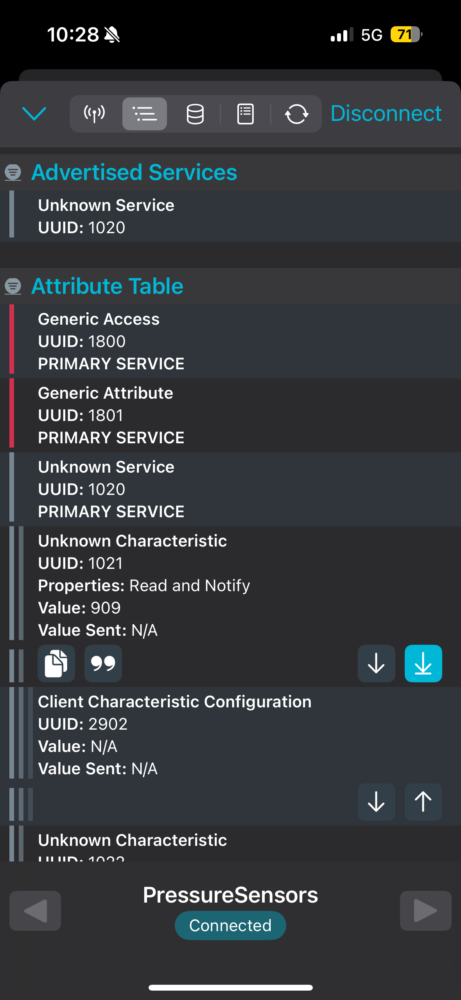 10:28
5G
71
Disconnect
Advertised Services
Unknown Service
UUID: 1020
Attribute Table
Generic Access
UUID: 1800
PRIMARY SERVICE
Generic Attribute
UUID: 1801
PRIMARY SERVICE
Unknown Service
UUID: 1020
PRIMARY SERVICE
Unknown Characteristic
UUID: 1021
Properties: Read and Notify
Value: 909
Value Sent: N/A
Client Characteristic Configuration
UUID: 2902
Value: N/A
Value Sent: N/A
Unknown Characteristic
UUID: 1022
PressureSensors
Connected